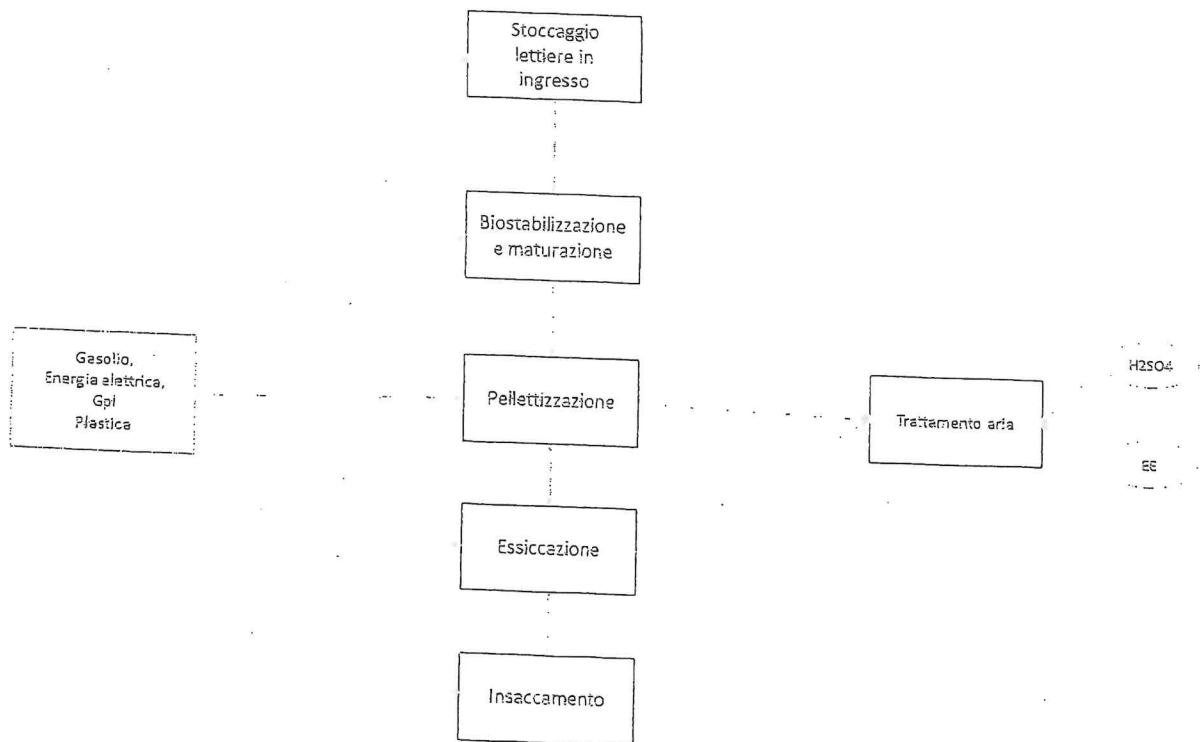 Stoccaggio
lettiere in
ingresso
Biostabilizzazione
e maturazione
Gasolio,
Energia elettrica,
Gpl
Plastica
Pellettizzazione
Trattamento aria
H2SO4
EE
Essiccazione
Insaccamento